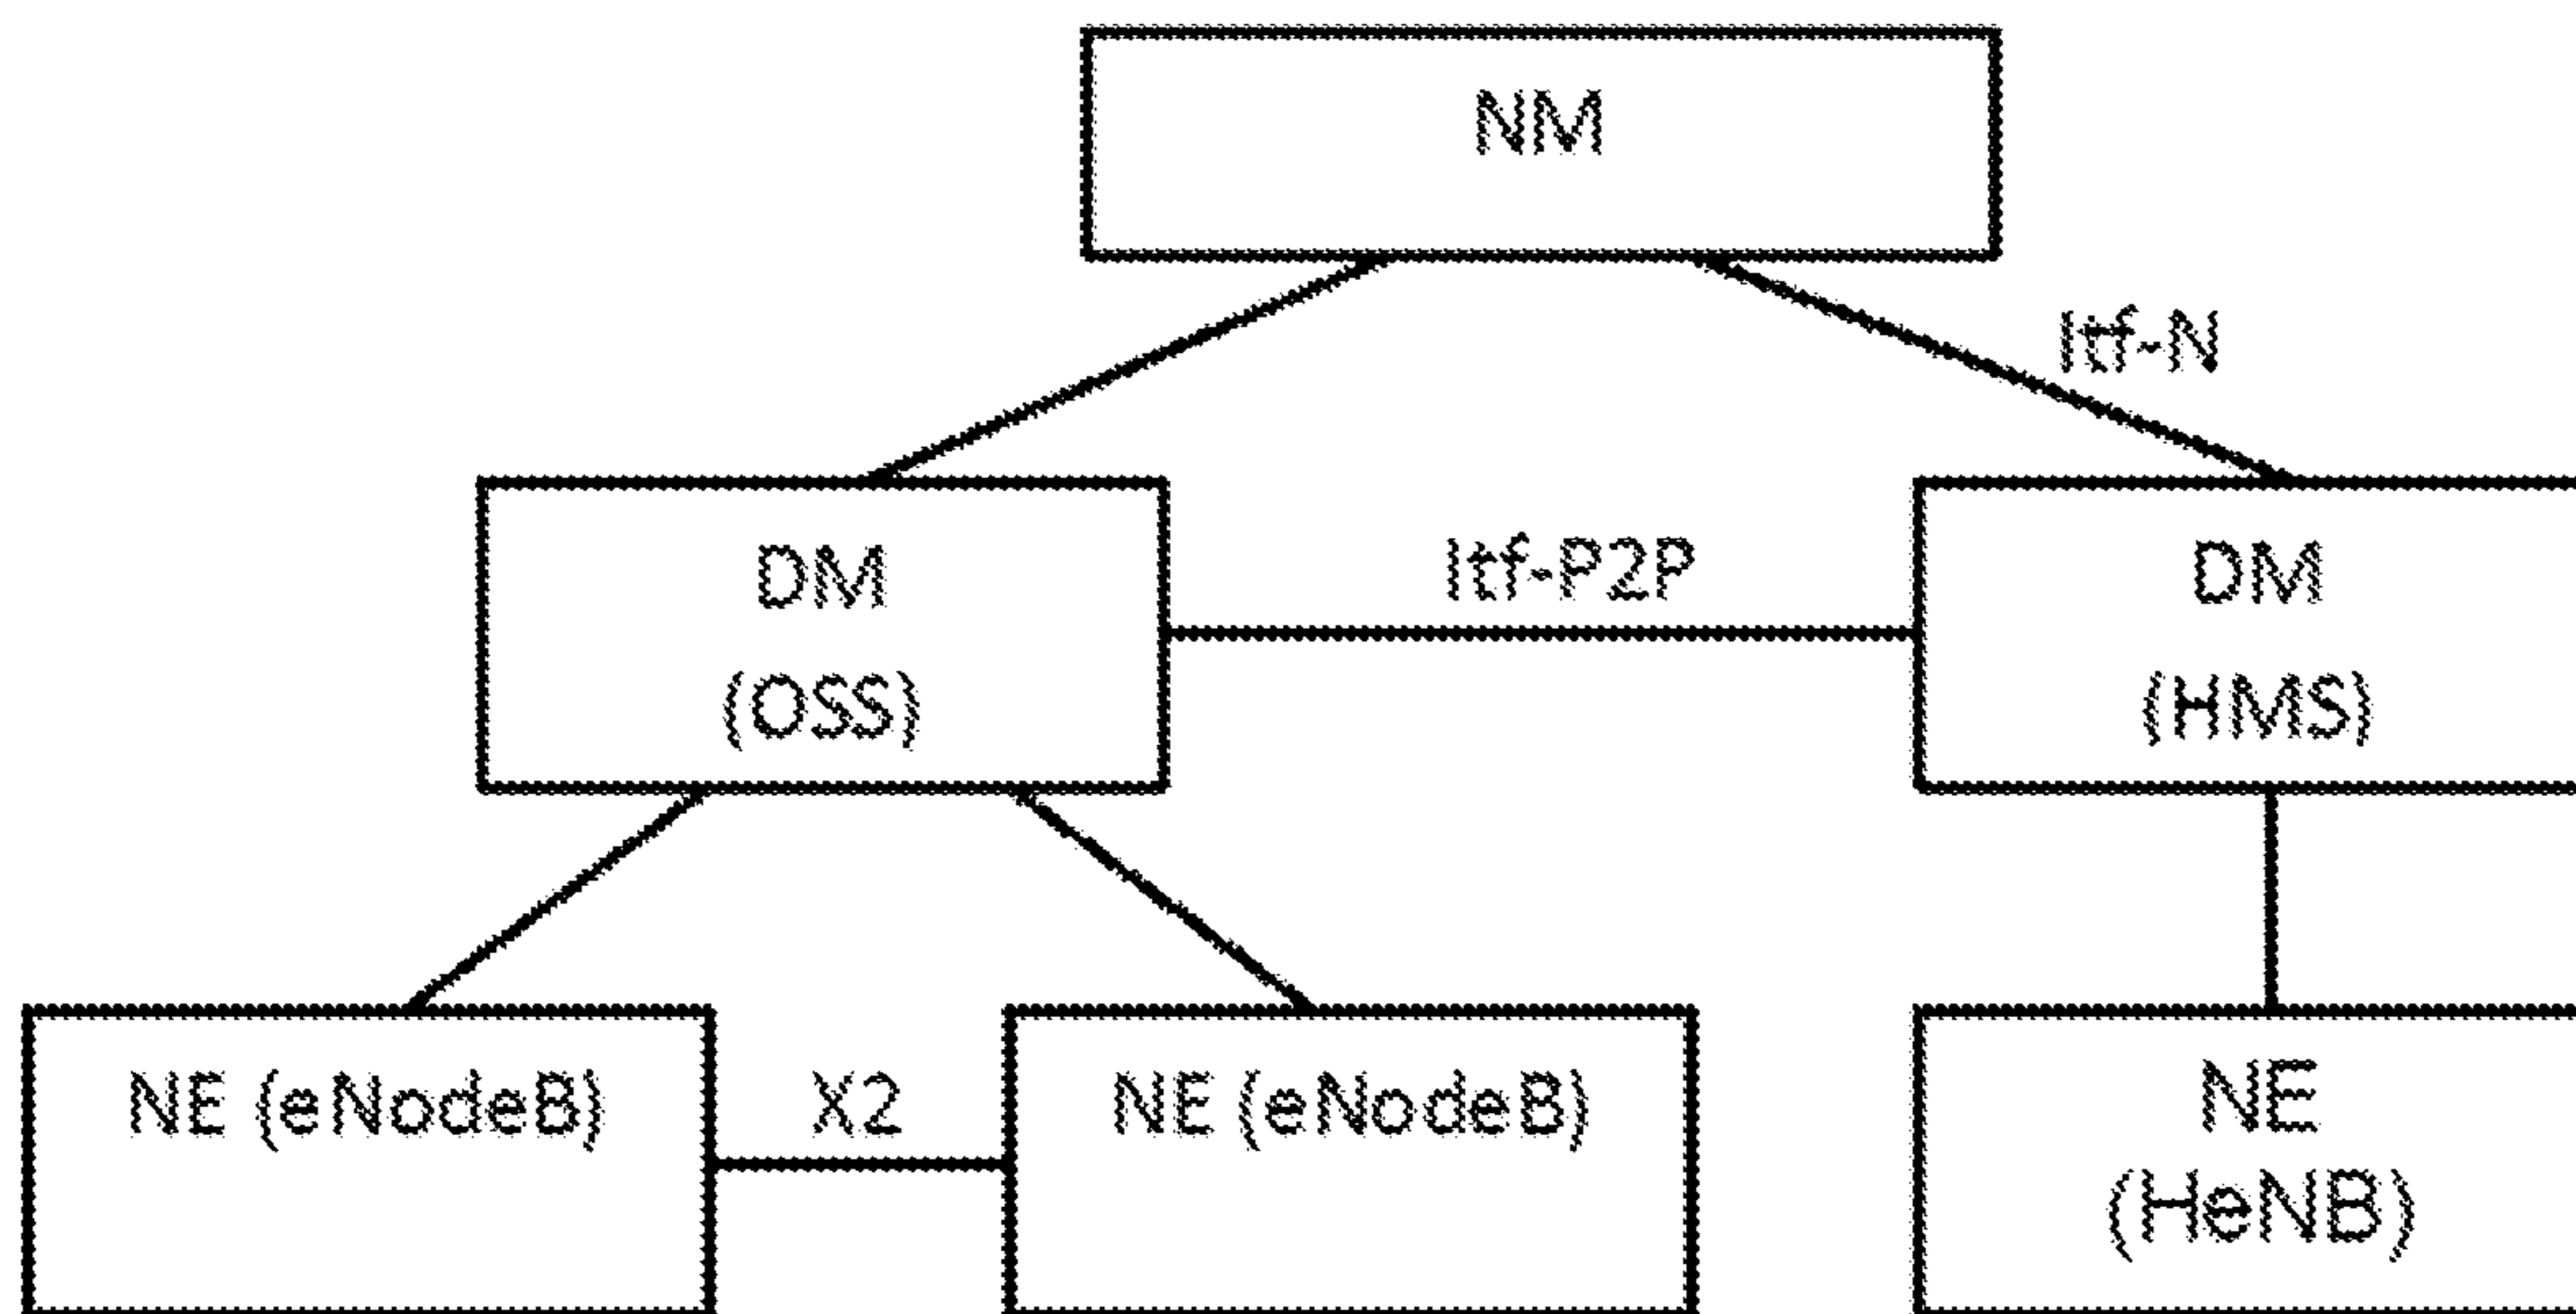 NM
Itf-N
DM
(OSS)
Itf-P2P
DM
(HMS)
NE (eNodeB)
X2
NE (eNodeB)
NE
(HeNB)